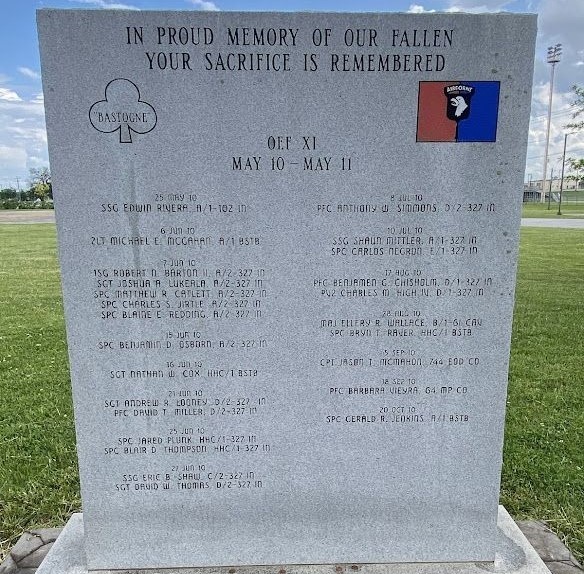 IN PROUD MEMORY OF OUR FALLEN
YOUR SACRIFICE IS REMEMBERED
"BASTOGNE"
AIRBORNE
OEF XI
MAY 10 – MAY 11
25 MAY 10
SSG EDWIN RIVERA, A/1-102 IN
6 JUN 10
2LT MICHAEL E. MCGAHAN, A/1 BSTB
7 JUN 10
1SG ROBERT N. BARTON II, A/2-327 IN
SGT JOSHUA A. LUKEALA, A/2-327 IN
SPC MATTHEW R. CATLETT, A/2-327 IN
SPC CHARLES S. JIRTLE, A/2-327 IN
SPC BLAINE E. REDDING, A/2-327 IN
15 JUN 10
SPC BENJAMIN D. OSBORN, A/2-327 IN
16 JUN 10
SGT NATHAN W. COX, HHC/1 BSTB
21 JUN 10
SGT ANDREW R. LOONEY, D/2-327 IN
PFC DAVID T. MILLER, D/2-327 IN
25 JUN 10
SPC JARED PLUNK, HHC/1-327 IN
SPC BLAIR D. THOMPSON, HHC/1-327 IN
27 JUN 10
SSG ERIC B. SHAW, C/2-327 IN
SGT DAVID W. THOMAS, D/2-327 IN
8 JUL 10
PFC ANTHONY W. SIMMONS, D/2-327 IN
10 JUL 10
SSG SHAUN MITTLER, A/1-327 IN
SPC CARLOS NEGRON, E/1-327 IN
17 AUG 10
PFC BENJAMEN G. CHISHOLM, D/1-327 IN
PV2 CHARLES M. HIGH IV, D/1-327 IN
28 AUG 10
MAJ ELLERY R. WALLACE, B/1-61 CAV
SPC BRYN T. RAVER, HHC/1 BSTB
5 SEP 10
CPT JASON T. MCMAHON, 744 EOD CO
18 SEP 10
PFC BARBARA VIEYRA, 64 MP CO
20 OCT 10
SPC GERALD R. JENKINS, A/1 BSTB